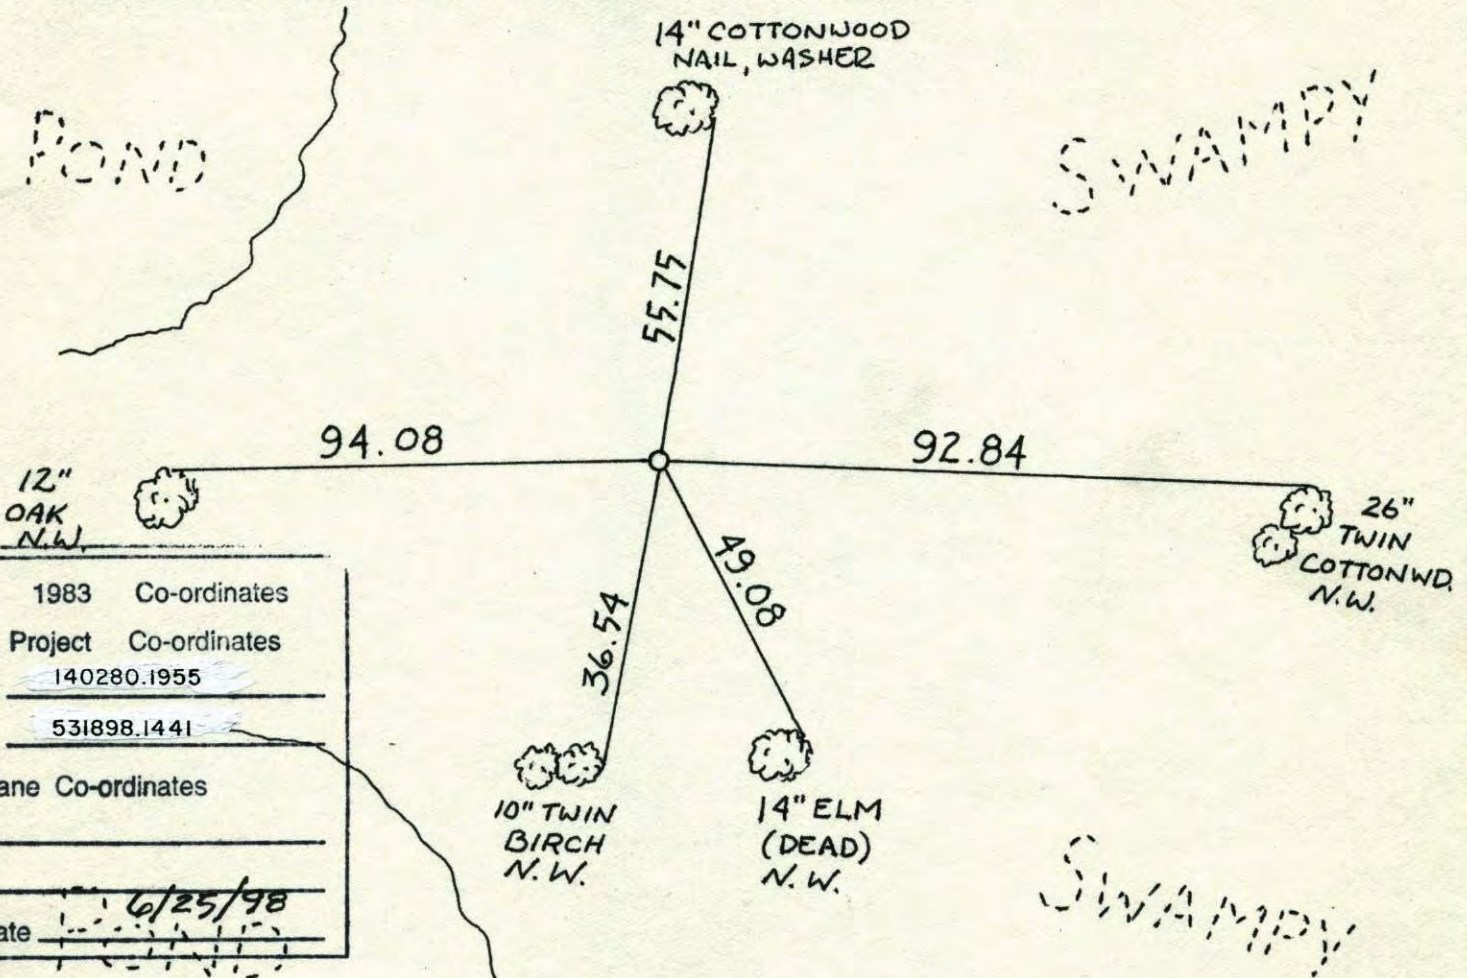 14" COTTONWOOD
NAIL, WASHER
POND
SWAMPY
55.75
94.08
92.84
12"
OAK
N.W.
26"
TWIN
COTTONWD.
N.W.
49.08
36.54
1983 Co-ordinates
Project Co-ordinates
140280.1955
531898.1441
ane Co-ordinates
10" TWIN
BIRCH
N.W.
14" ELM
(DEAD)
N.W.
6/25/98
ate
POND
SWAMPY